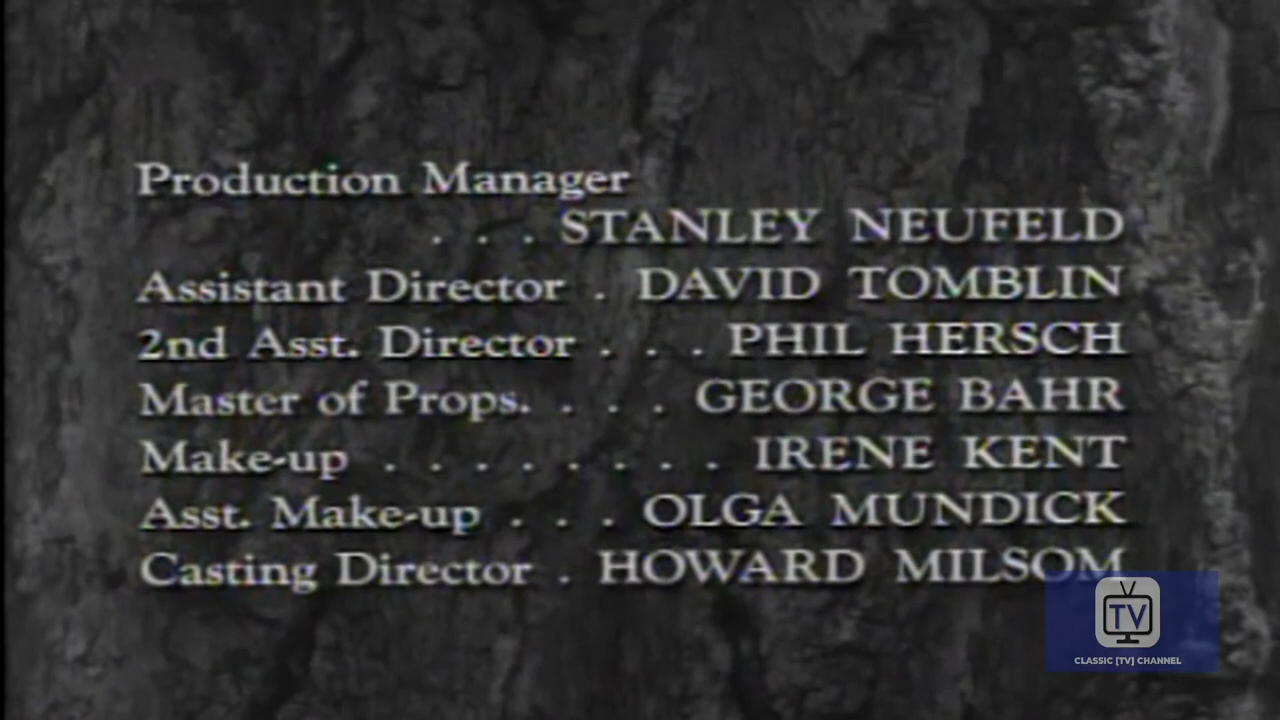 Production Manager
. . . STANLEY NEUFELD
Assistant Director . DAVID TOMBLIN
2nd Asst. Director . . . PHIL HERSCH
Master of Props. . . . GEORGE BAHR
Make-up . . . . . . . . IRENE KENT
Asst. Make-up . . . OLGA MUNDICK
Casting Director . HOWARD MILSOM
TV
CLASSIC [TV] CHANNEL